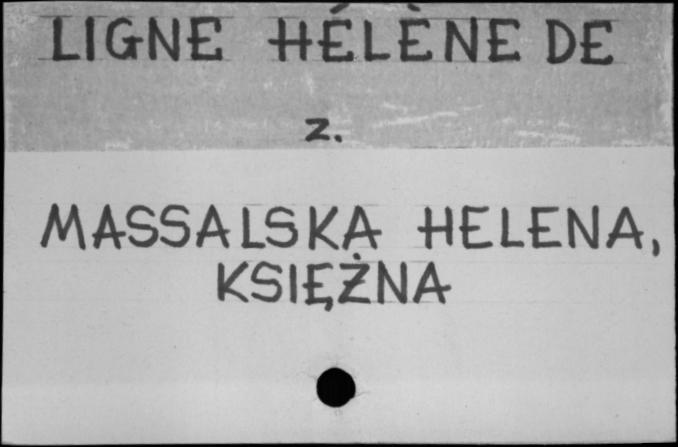 LIGNE HÉLÈNE DE
z.
MASSALSKA HELENA,
KSIĘŻNA